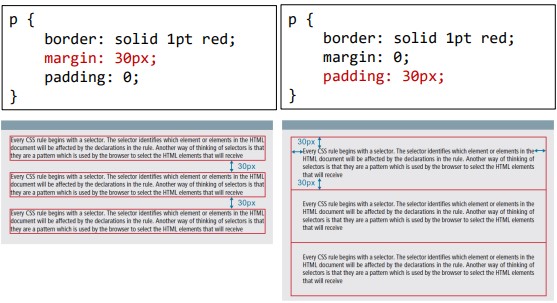 p {
border: solid 1pt red;
margin: 30px;
padding: 0;
}
Every CSS rule begins with a selector. The selector identifies which element or elements in the HTML
document will be affected by the declarations in the rule. Another way of thinking of selectors is that
they are a pattern which is used by the browser to select the HTML elements that will receive
30px
Every CSS rule begins with a selector. The selector identifies which element or elements in the HTML
document will be affected by the declarations in the rule. Another way of thinking of selectors is that
they are a pattern which is used by the browser to select the HTML elements that will receive
30px
Every CSS rule begins with a selector. The selector identifies which element or elements in the HTML
document will be affected by the declarations in the rule. Another way of thinking of selectors is that
they are a pattern which is used by the browser to select the HTML elements that will receive
p {
border: solid 1pt red;
margin: 0;
padding: 30px;
}
30px
Every CSS rule begins with a selector. The selector identifies which element or elements in the
HTML document will be affected by the declarations in the rule. Another way of thinking of
selectors is that they are a pattern which is used by the browser to select the HTML elements
that will receive
30px
Every CSS rule begins with a selector. The selector identifies which element or elements in the
HTML document will be affected by the declarations in the rule. Another way of thinking of
selectors is that they are a pattern which is used by the browser to select the HTML elements
that will receive
Every CSS rule begins with a selector. The selector identifies which element or elements in the
HTML document will be affected by the declarations in the rule. Another way of thinking of
selectors is that they are a pattern which is used by the browser to select the HTML elements
that will receive